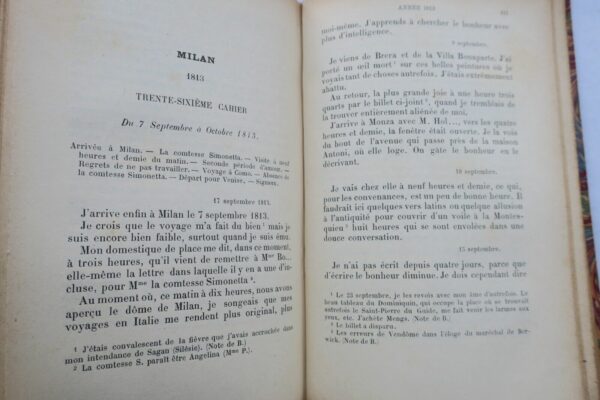 MILAN
1813
TRENTE-SIXIÈME CAHIER
Du 7 Septembre à Octobre 1813.
Arrivée à Milan. — La comtesse Simonetta. — Visite à neuf
heures et demie du matin. — Seconde période d'amour. —
Regrets de ne pas travailler. — Voyage à Como. — Absence de
la comtesse Simonetta. — Départ pour Venise. — Signora.
17 septembre 1813.
J'arrive enfin à Milan le 7 septembre 1813.
Je crois que le voyage m'a fait du bien ¹ mais je
suis encore bien faible, surtout quand je suis ému.
Mon domestique de place me dit, dans ce moment,
à trois heures, qu'il vient de remettre à Mme Bo...
elle-même la lettre dans laquelle il y en a une d'in-
cluse, pour Mme la comtesse Simonetta ².
Au moment où, ce matin à dix heures, nous avons
aperçu le dôme de Milan, je songeais que mes
voyages en Italie me rendent plus original, plus
¹ J'étais convalescent de la fièvre que j'avais accrochée dans
mon intendance de Sagan (Silésie). (Note de B.)
² La comtesse S. paraît être Angelina (Mme P.).
ANNÉE 1813
moi-même. J'apprends à chercher le bonheur avec
plus d'intelligence.
septembre.
Je viens de Brera et de la Villa Bonaparte. J'ai
porté un œil mort ¹ sur ces belles peintures où je
voyais tant de choses autrefois. J'étais extrêmement
abattu.
Au retour, la plus grande joie à une heure trois
quarts par le billet ci-joint ², quand je tremblais de
la trouver entièrement aliénée de moi.
J'arrive à Monza avec M. Hol..., vers les quatre
heures et demie, la fenêtre était ouverte. Je la vois
du bout de l'avenue qui passe près de la maison
Antoni, où elle loge. On gâte le bonheur en le
décrivant.
10 septembre.
Je vais chez elle à neuf heures et demie, ce qui,
pour les convenances, est un peu de bonne heure. Il
faudrait ici quelques vers latins ou quelque allusion
à l'antiquité pour couvrir d'un voile à la Montes-
quieu ³ huit heures qui se sont envolées dans une
douce conversation.
15 septembre.
Je n'ai pas écrit depuis quatre jours, parce que
d'écrire le bonheur diminue. Je dois cependant dire
¹ Le 23 septembre, je les revois avec mon âme d'autrefois. Le
beau tableau du Dominiquin, qui occupe la place où se trouvait
autrefois le Saint-Pierre du Guide, me fait venir les larmes aux
yeux, etc. J'achète Mengs. (Note de B.)
² Le billet a disparu.
³ Les erreurs de Vendôme dans l'éloge du maréchal de Ber-
wick. (Note de B.)